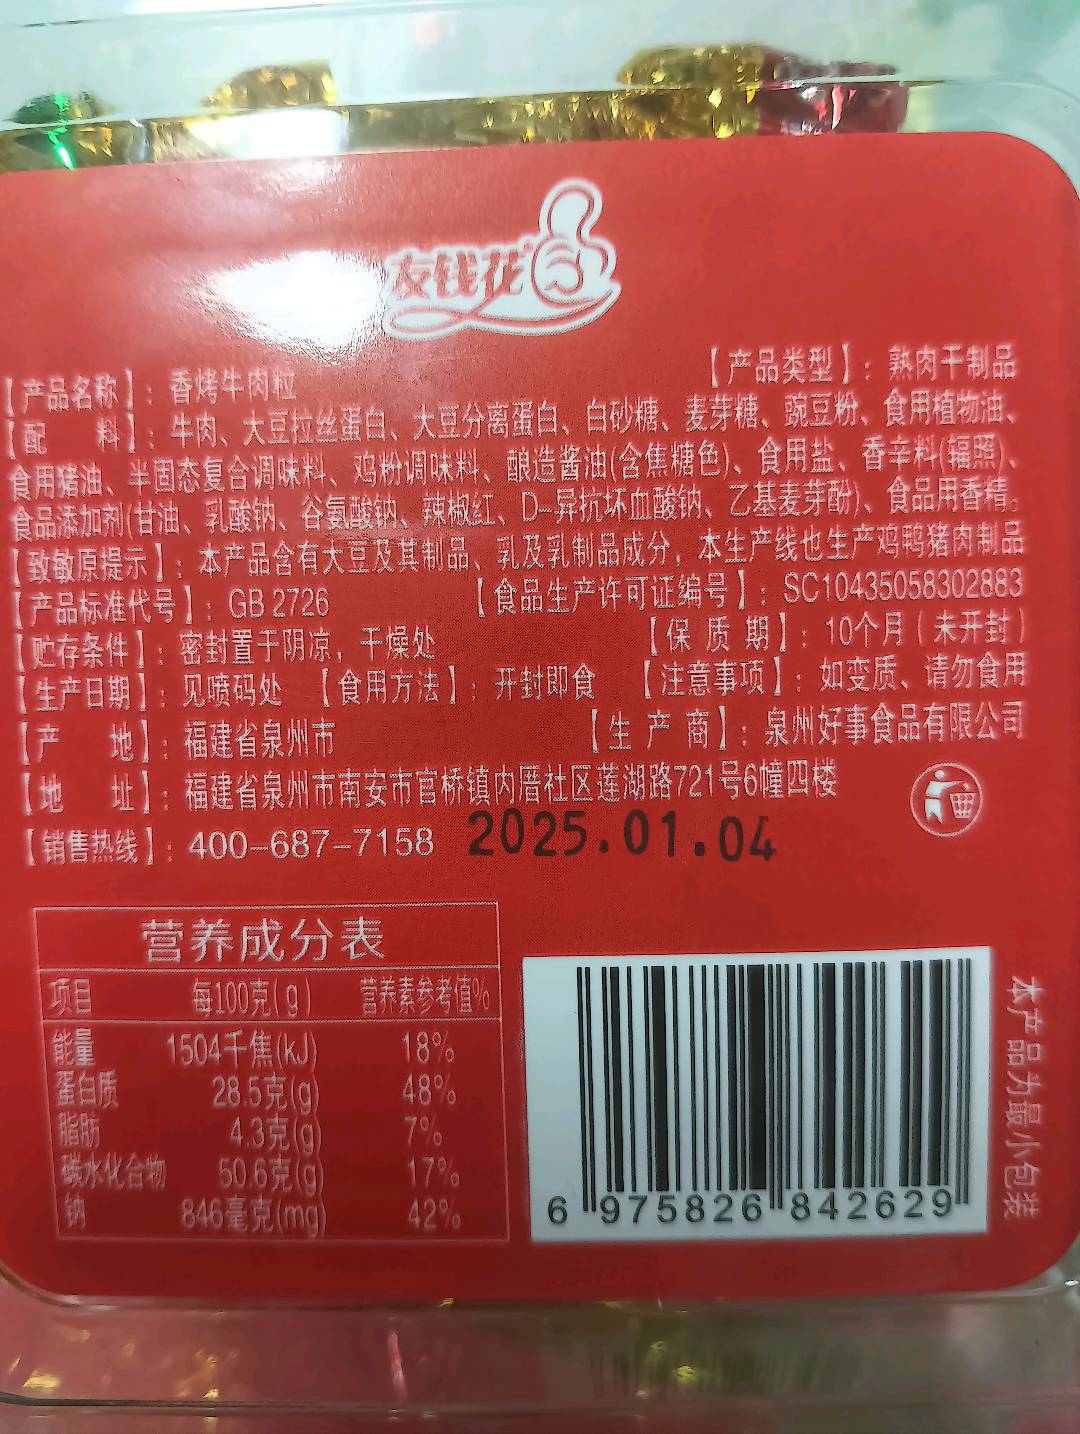 友钱花
【产品名称】：香烤牛肉粒 【产品类型】：熟肉干制品
【配 料】：牛肉、大豆拉丝蛋白、大豆分离蛋白、白砂糖、麦芽糖、豌豆粉、食用植物油、
食用猪油、半固态复合调味料、鸡粉调味料、酿造酱油(含焦糖色)、食用盐、香辛料(辐照)、
食品添加剂(甘油、乳酸钠、谷氨酸钠、辣椒红、D-异抗坏血酸钠、乙基麦芽酚)、食品用香精。
【致敏原提示】：本产品含有大豆及其制品、乳及乳制品成分，本生产线也生产鸡鸭猪肉制品
【产品标准代号】：GB 2726 【食品生产许可证编号】：SC10435058302883
【贮存条件】：密封置于阴凉，干燥处 【保 质 期】：10个月(未开封)
【生产日期】：见喷码处 【食用方法】：开封即食 【注意事项】：如变质、请勿食用
【产 地】：福建省泉州市 【生 产 商】：泉州好事食品有限公司
【地 址】：福建省泉州市南安市官桥镇内厝社区莲湖路721号6幢四楼
【销售热线】：400-687-7158 2025.01.04
营养成分表
项目 每100克(g) 营养素参考值%
能量 1504千焦(kJ) 18%
蛋白质 28.5克(g) 48%
脂肪 4.3克(g) 7%
碳水化合物 50.6克(g) 17%
钠 846毫克(mg) 42%
6 975826 842629
本产品为最小包装